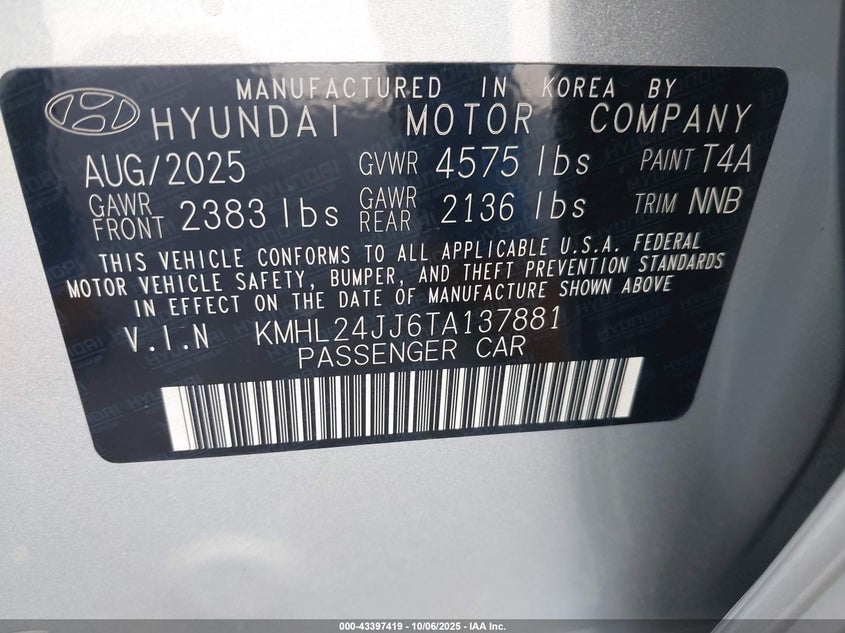 MANUFACTURED IN KOREA BY
HYUNDAI MOTOR COMPANY
AUG/2025 GVWR 4575 lbs PAINT T4A
GAWR FRONT 2383 lbs GAWR REAR 2136 lbs TRIM NNB
THIS VEHICLE CONFORMS TO ALL APPLICABLE U.S.A. FEDERAL
MOTOR VEHICLE SAFETY, BUMPER, AND THEFT PREVENTION STANDARDS
IN EFFECT ON THE DATE OF MANUFACTURE SHOWN ABOVE
V.I.N KMHL24JJ6TA137881
PASSENGER CAR
000-43397419 - 10/06/2025 - IAA Inc.